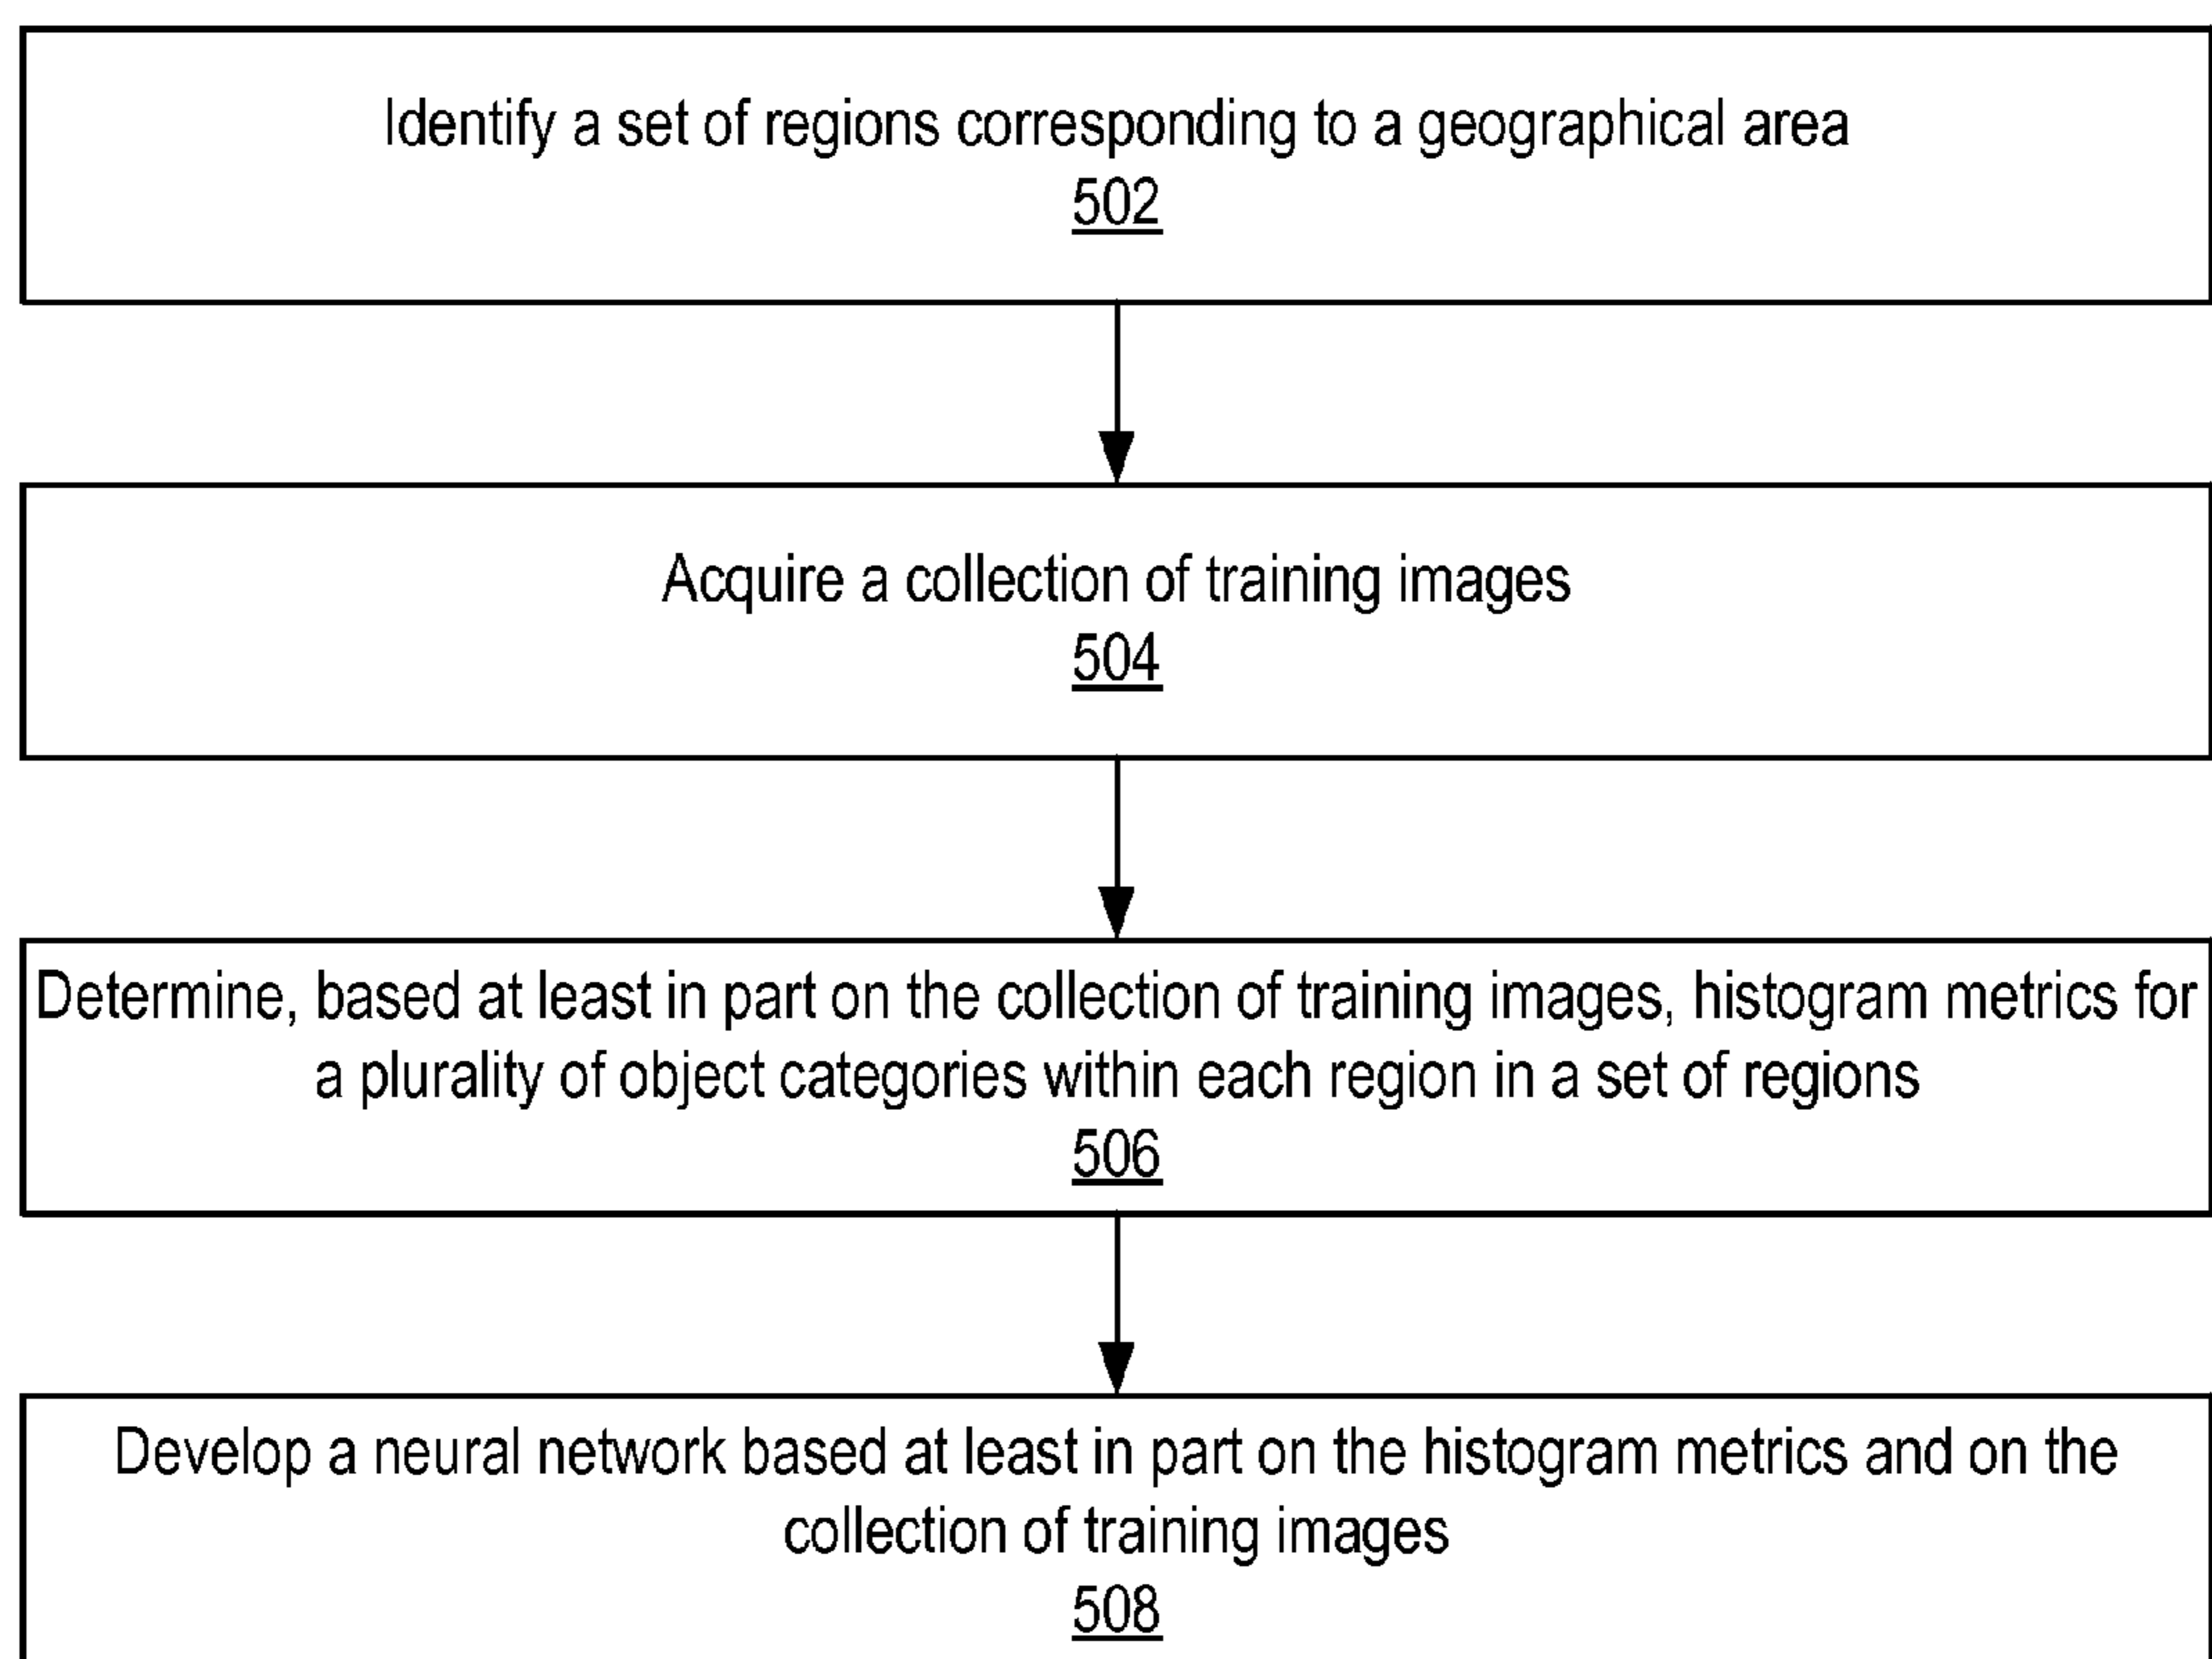 Identify a set of regions corresponding to a geographical area
502
Acquire a collection of training images
504
Determine, based at least in part on the collection of training images, histogram metrics for
a plurality of object categories within each region in a set of regions
506
Develop a neural network based at least in part on the histogram metrics and on the
collection of training images
508